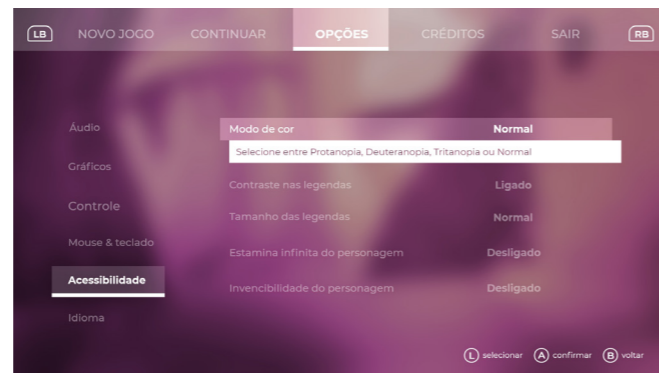 LB NOVO JOGO CONTINUAR OPÇÕES CRÉDITOS SAIR RB
Áudio
Gráficos
Controle
Mouse & teclado
Acessibilidade
Idioma
Modo de cor Normal
Selecione entre Protanopia, Deuteranopia, Tritanopia ou Normal
Contraste nas legendas Ligado
Tamanho das legendas Normal
Estamina infinita do personagem Desligado
Invencibilidade do personagem Desligado
L selecionar A confirmar B voltar